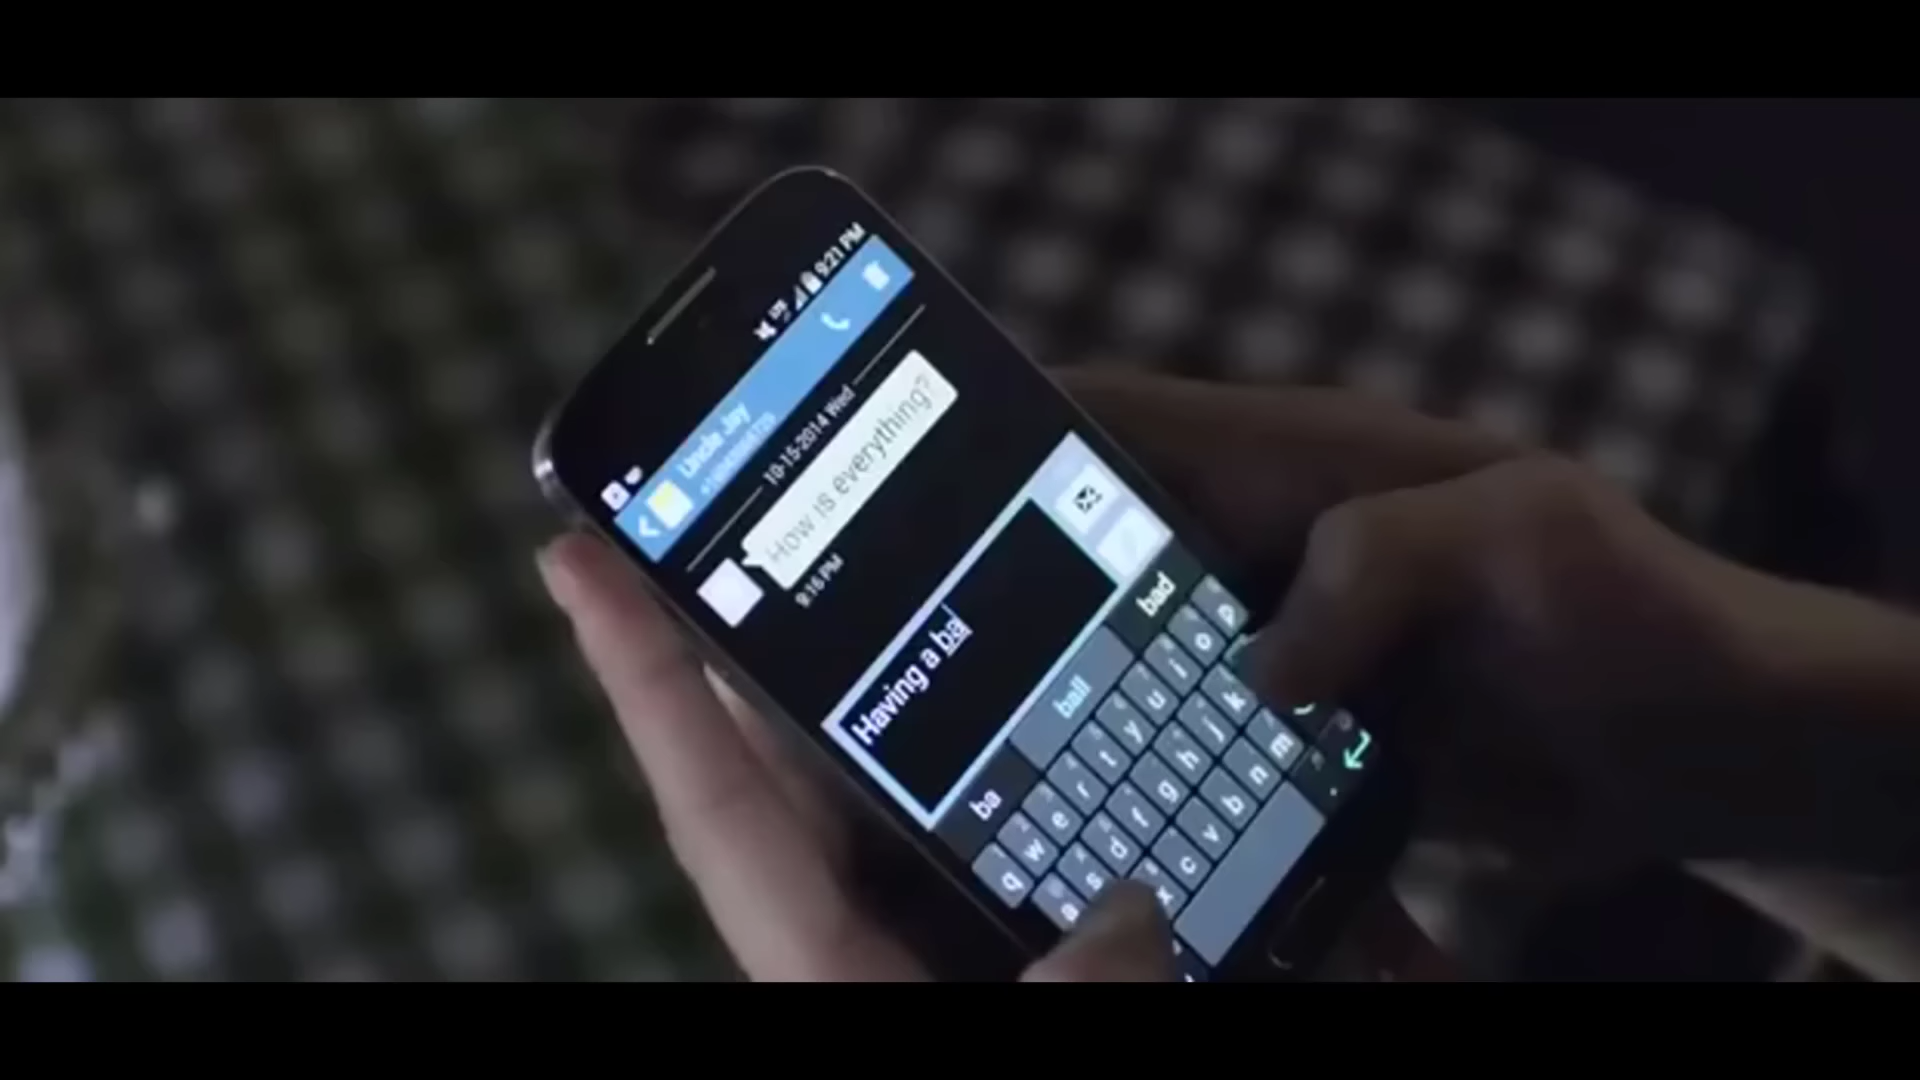 9:21 PM
Uncle Jay
10-15-2014 Wed
How is everything?
9:16 PM
Having a ba
ba ball bad
q w e r t y u i o p
a s d f g h j k
x c v b n m